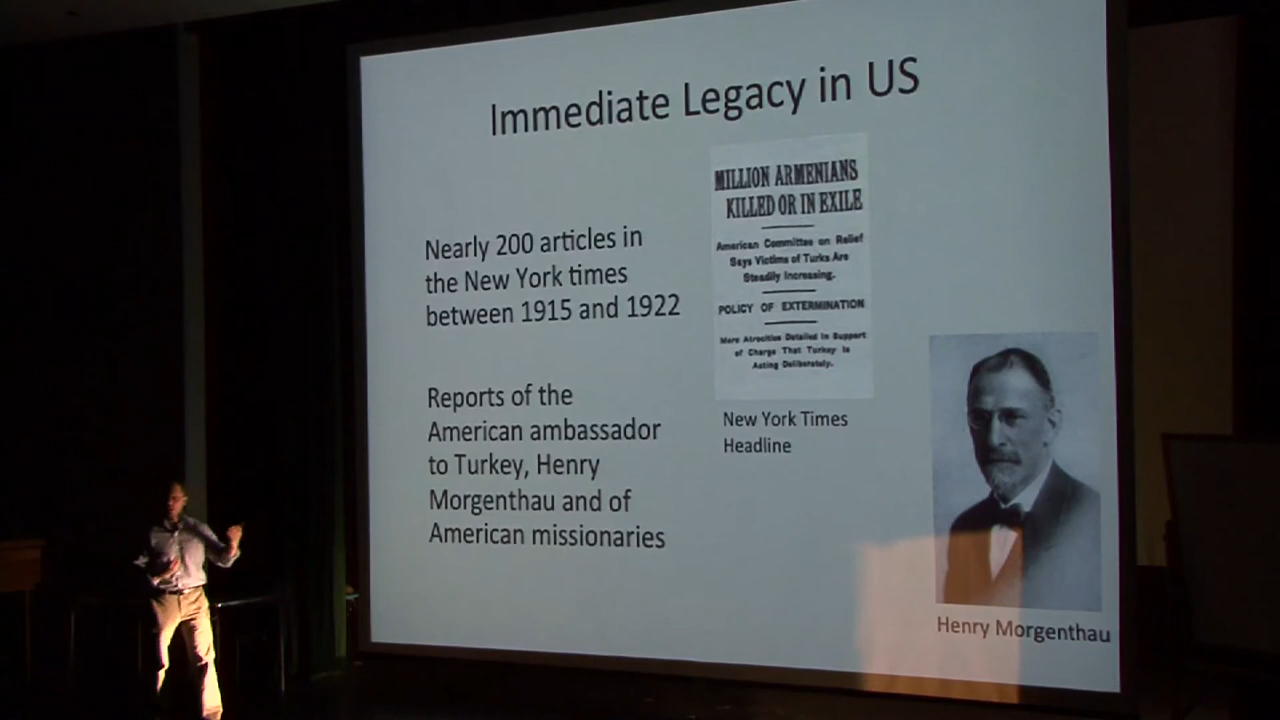 Immediate Legacy in US
Nearly 200 articles in
the New York times
between 1915 and 1922
Reports of the
American ambassador
to Turkey, Henry
Morgenthau and of
American missionaries
MILLION ARMENIANS
KILLED OR IN EXILE
American Committee on Relief
Says Victims of Turks Are
Steadily Increasing.
POLICY OF EXTERMINATION
More Atrocities Detailed in Support
of Charge That Turkey is
Acting Deliberately.
New York Times
Headline
Henry Morgenthau